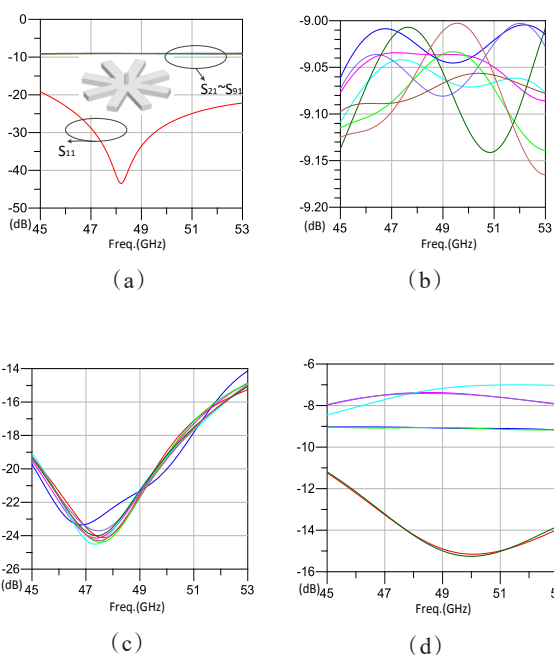 0
-10
-20
-30
-40
-50
(dB)
45 47 49 51 53
Freq.(GHz)
S11
S21~S91
(a)
-9.00
-9.05
-9.10
-9.15
-9.20
(dB)
45 47 49 51 53
Freq.(GHz)
(b)
-14
-16
-18
-20
-22
-24
-26
(dB)
45 47 49 51 53
Freq.(GHz)
(c)
-6
-8
-10
-12
-14
-16
(dB)
45 47 49 51
Freq.(GHz)
(d)